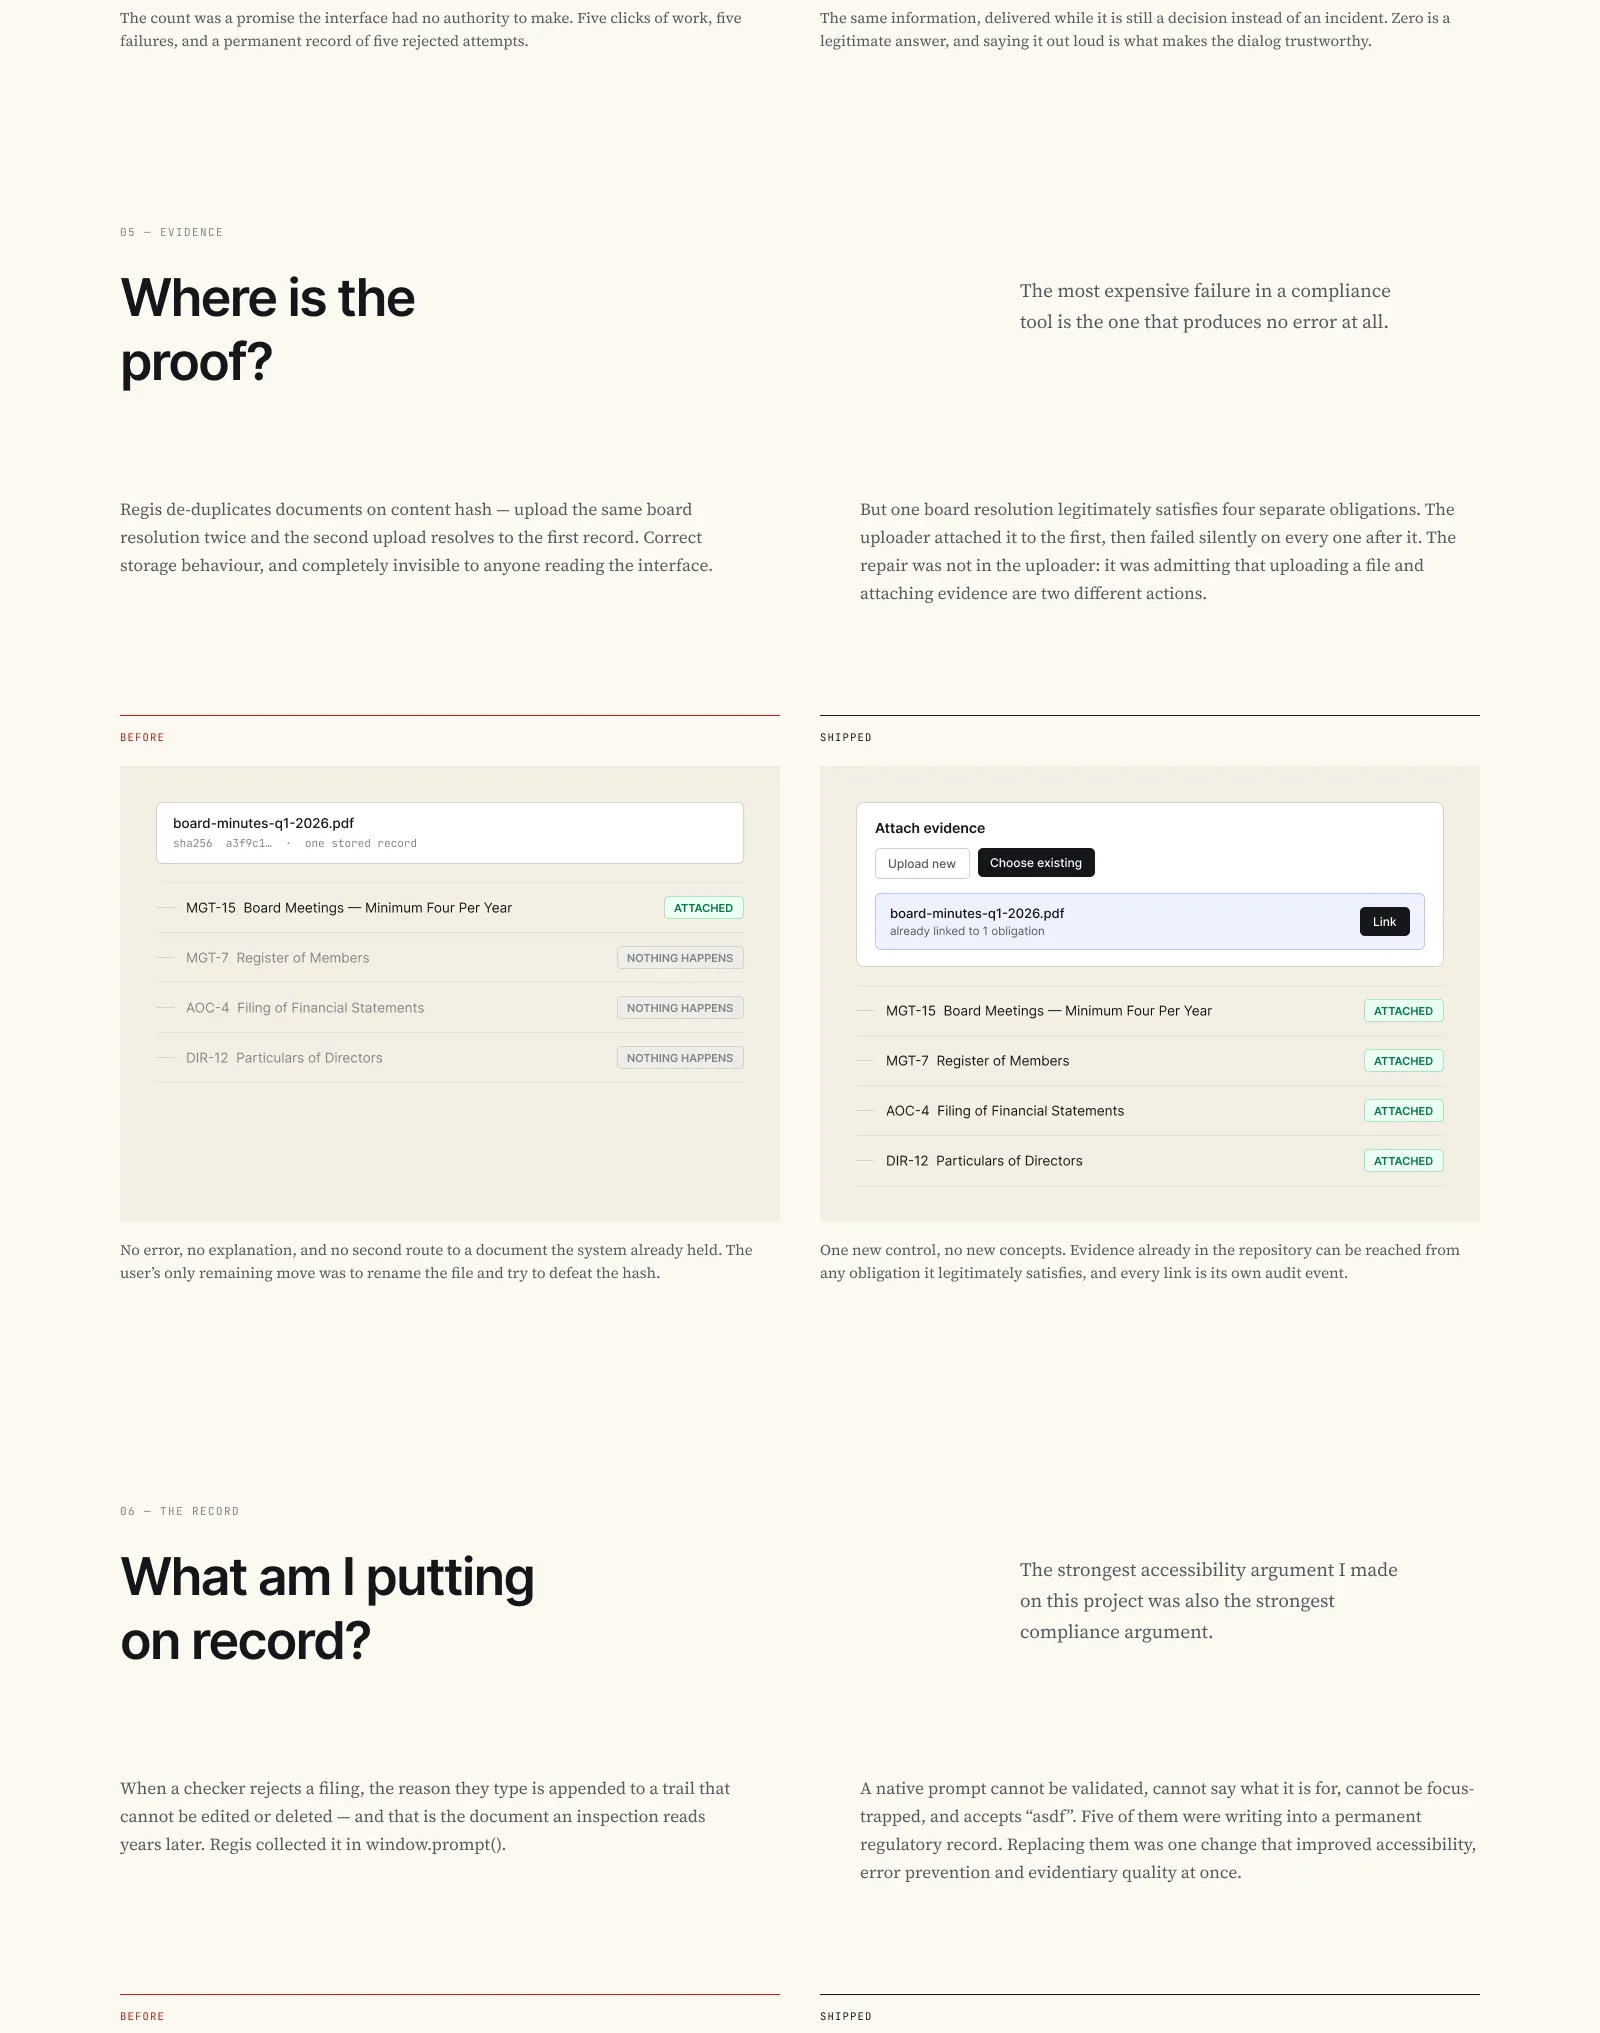 The count was a promise the interface had no authority to make. Five clicks of work, five
failures, and a permanent record of five rejected attempts.
The same information, delivered while it is still a decision instead of an incident. Zero is a
legitimate answer, and saying it out loud is what makes the dialog trustworthy.
05 — EVIDENCE
Where is the
proof?
The most expensive failure in a compliance
tool is the one that produces no error at all.
Regis de-duplicates documents on content hash — upload the same board
resolution twice and the second upload resolves to the first record. Correct
storage behaviour, and completely invisible to anyone reading the interface.
But one board resolution legitimately satisfies four separate obligations. The
uploader attached it to the first, then failed silently on every one after it. The
repair was not in the uploader: it was admitting that uploading a file and
attaching evidence are two different actions.
BEFORE
board-minutes-q1-2026.pdf
sha256 a3f9c1… · one stored record
MGT-15 Board Meetings — Minimum Four Per Year ATTACHED
MGT-7 Register of Members NOTHING HAPPENS
AOC-4 Filing of Financial Statements NOTHING HAPPENS
DIR-12 Particulars of Directors NOTHING HAPPENS
No error, no explanation, and no second route to a document the system already held. The
user’s only remaining move was to rename the file and try to defeat the hash.
SHIPPED
Attach evidence
Upload new Choose existing
board-minutes-q1-2026.pdf
already linked to 1 obligation
Link
MGT-15 Board Meetings — Minimum Four Per Year ATTACHED
MGT-7 Register of Members ATTACHED
AOC-4 Filing of Financial Statements ATTACHED
DIR-12 Particulars of Directors ATTACHED
One new control, no new concepts. Evidence already in the repository can be reached from
any obligation it legitimately satisfies, and every link is its own audit event.
06 — THE RECORD
What am I putting
on record?
The strongest accessibility argument I made
on this project was also the strongest
compliance argument.
When a checker rejects a filing, the reason they type is appended to a trail that
cannot be edited or deleted — and that is the document an inspection reads
years later. Regis collected it in window.prompt().
A native prompt cannot be validated, cannot say what it is for, cannot be focus-
trapped, and accepts “asdf”. Five of them were writing into a permanent
regulatory record. Replacing them was one change that improved accessibility,
error prevention and evidentiary quality at once.
BEFORE
SHIPPED